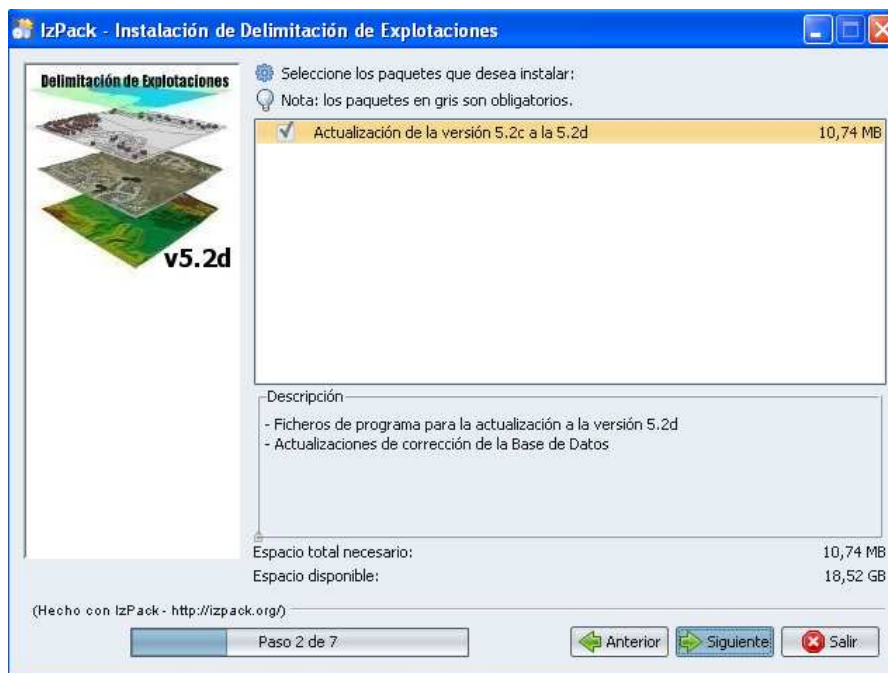 IzPack - Instalación de Delimitación de Explotaciones
Delimitación de Explotaciones
v5.2d
Seleccione los paquetes que desea instalar:
Nota: los paquetes en gris son obligatorios.
Actualización de la versión 5.2c a la 5.2d 10,74 MB
Descripción
- Ficheros de programa para la actualización a la versión 5.2d
- Actualizaciones de corrección de la Base de Datos
Espacio total necesario: 10,74 MB
Espacio disponible: 18,52 GB
(Hecho con IzPack - http://izpack.org/)
Paso 2 de 7
Anterior
Siguiente
Salir